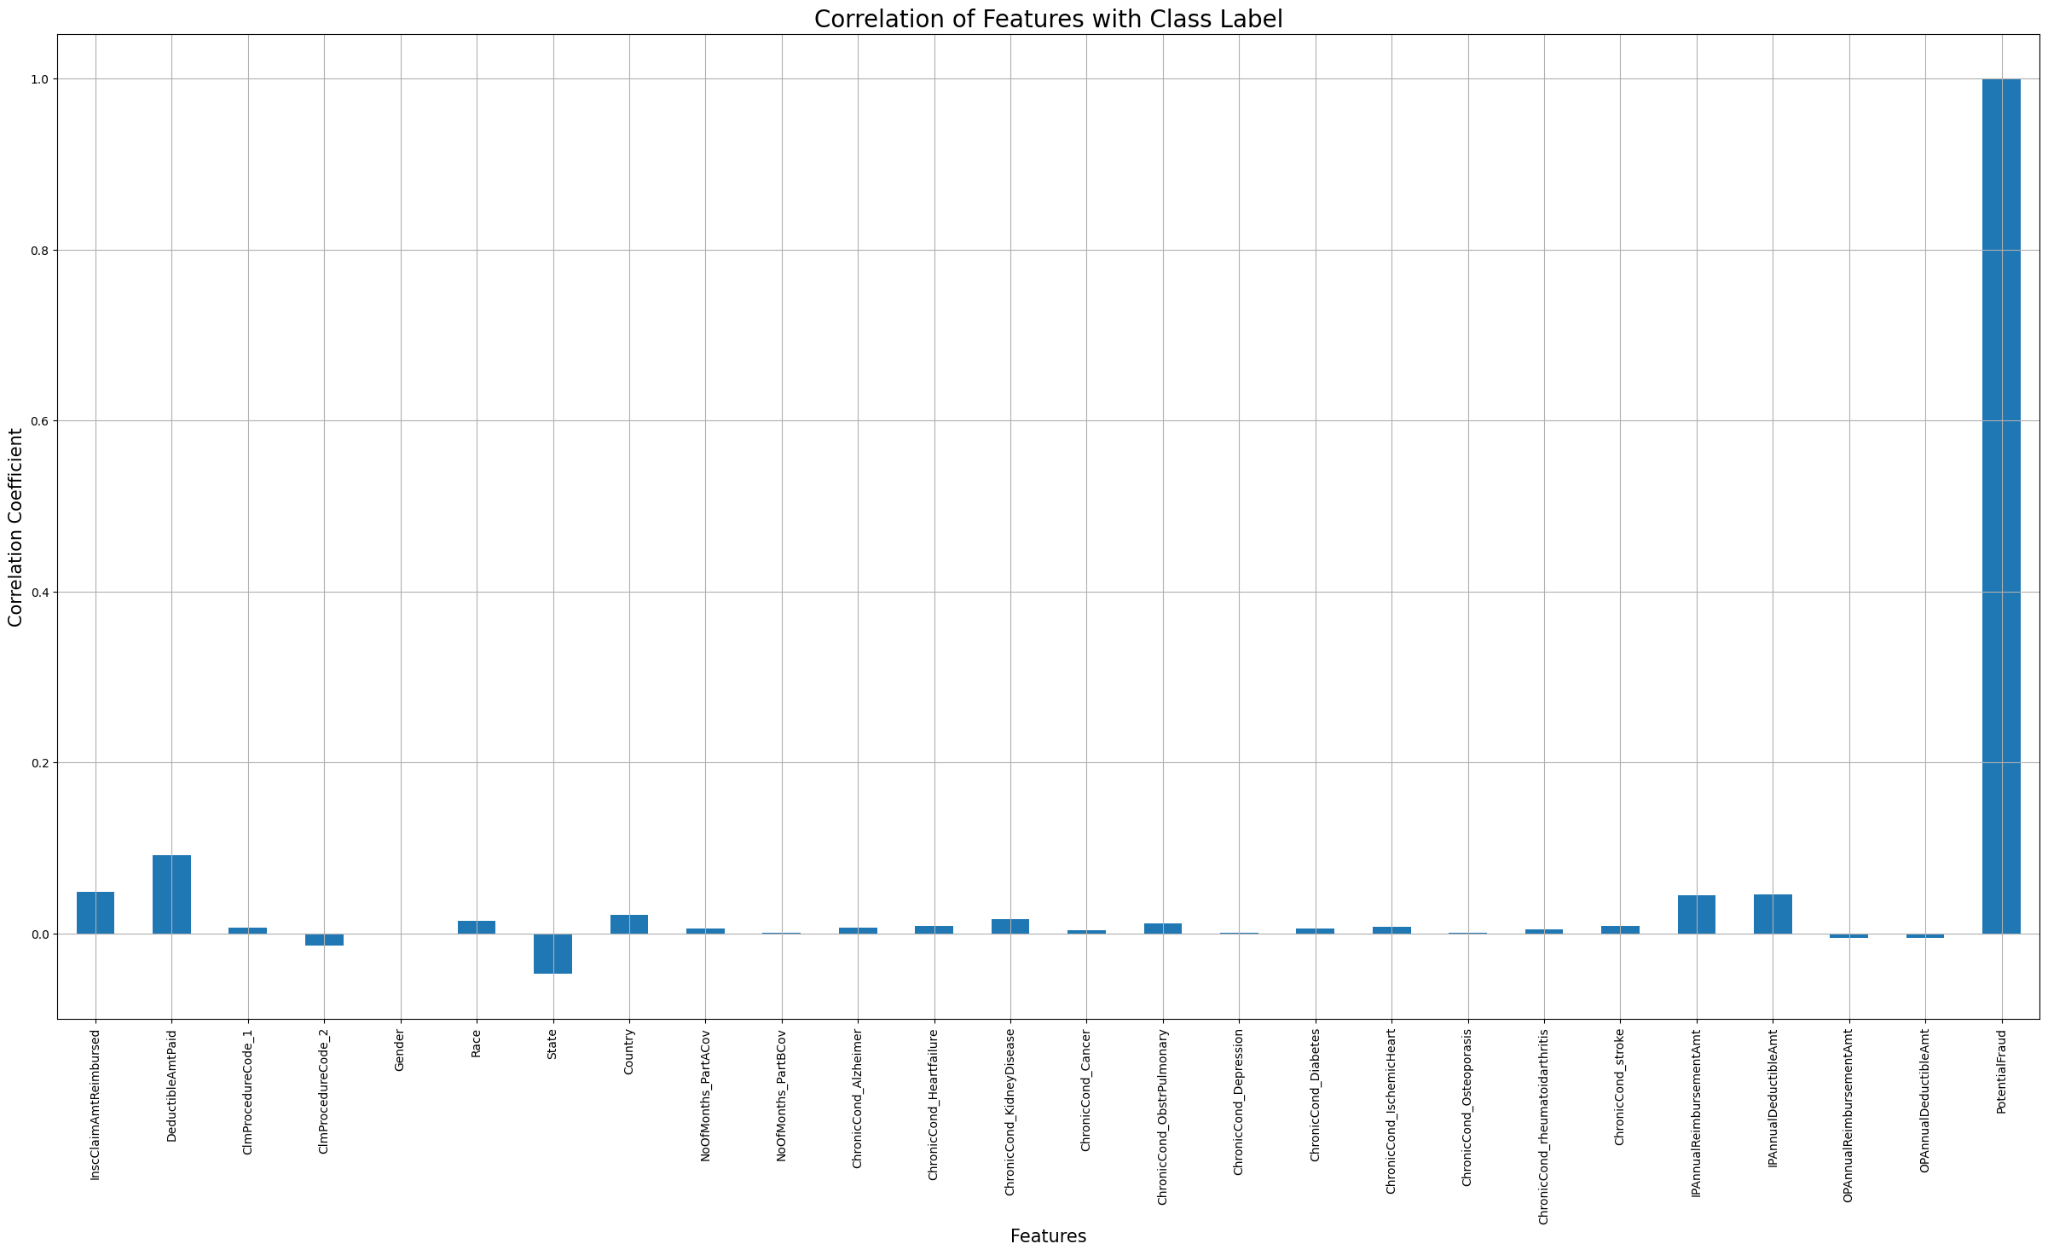 Correlation of Features with Class Label
Correlation Coefficient
1.0
0.8
0.6
0.4
0.2
0.0
InscClaimAmtReimbursed
DeductibleAmtPaid
ClmProcedureCode_1
ClmProcedureCode_2
Gender
Race
State
Country
NoOfMonths_PartACov
NoOfMonths_PartBCov
ChronicCond_Alzheimer
ChronicCond_Heartfailure
ChronicCond_KidneyDisease
ChronicCond_Cancer
ChronicCond_ObstrPulmonary
ChronicCond_Depression
ChronicCond_Diabetes
ChronicCond_IschemicHeart
ChronicCond_Osteoporasis
ChronicCond_rheumatoidarthritis
ChronicCond_stroke
IPAnnualReimbursementAmt
IPAnnualDeductibleAmt
OPAnnualReimbursementAmt
OPAnnualDeductibleAmt
PotentialFraud
Features